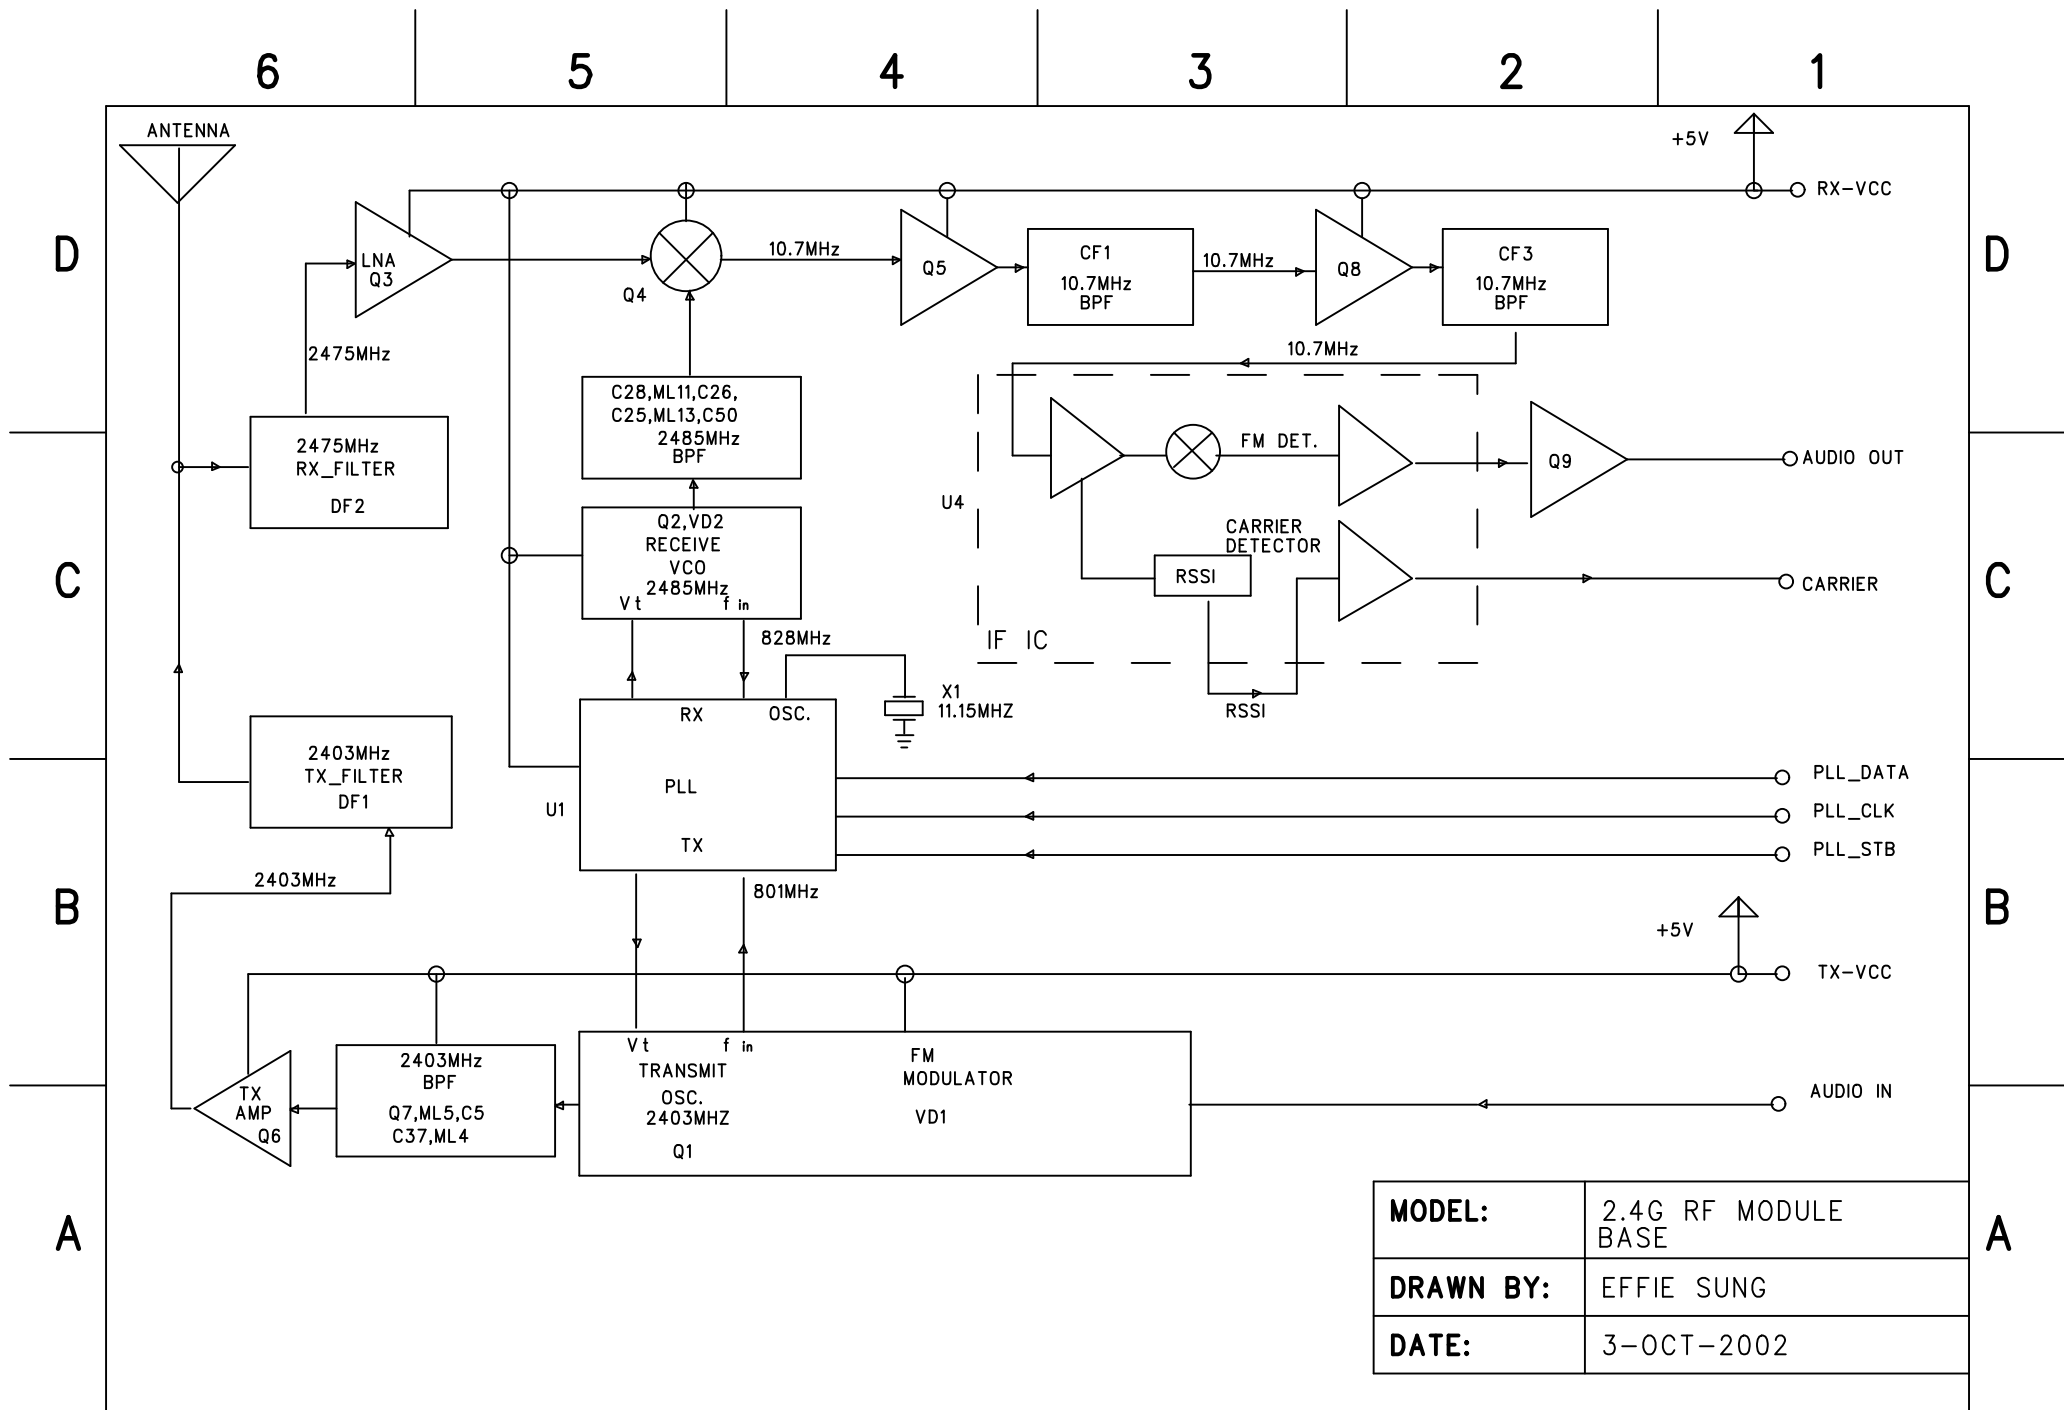 6 5 4 3 2 1
ANTENNA
+5V
RX-VCC
D
D
LNA
Q3
Q4
10.7MHz
Q5
CF1
10.7MHz
BPF
10.7MHz
Q8
CF3
10.7MHz
BPF
2475MHz
10.7MHz
C28,ML11,C26,
C25,ML13,C50
2485MHz
BPF
2475MHz
RX_FILTER
DF2
FM DET.
Q9
AUDIO OUT
U4
Q2,VD2
RECEIVE
VCO
2485MHz
Vt
f in
CARRIER
DETECTOR
RSSI
CARRIER
C
C
828MHz
IF IC
RX
OSC.
X1
11.15MHZ
RSSI
2403MHz
TX_FILTER
DF1
U1
PLL
TX
PLL_DATA
PLL_CLK
PLL_STB
2403MHz
801MHz
B
B
+5V
TX-VCC
Vt
f in
TRANSMIT
OSC.
2403MHZ
Q1
FM
MODULATOR
VD1
2403MHz
BPF
Q7,ML5,C5
C37,ML4
TX
AMP
Q6
AUDIO IN
A
A
MODEL:
2.4G RF MODULE
BASE
DRAWN BY:
EFFIE SUNG
DATE:
3-OCT-2002